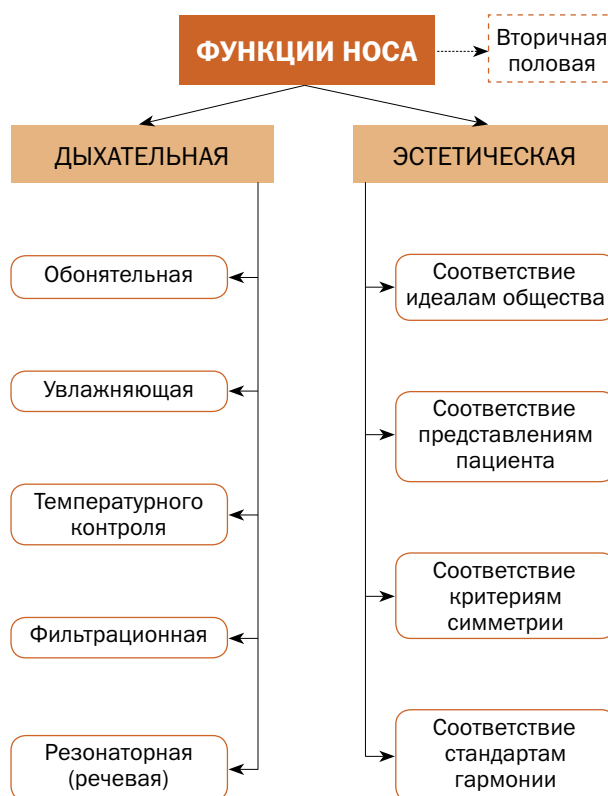 ФУНКЦИИ НОСА
Вторичная
половая
ДЫХАТЕЛЬНАЯ
Обонятельная
Увлажняющая
Температурного
контроля
Фильтрационная
Резонаторная
(речевая)
ЭСТЕТИЧЕСКАЯ
Соответствие
идеалам общества
Соответствие
представлениям
пациента
Соответствие
критериям
симметрии
Соответствие
стандартам
гармонии